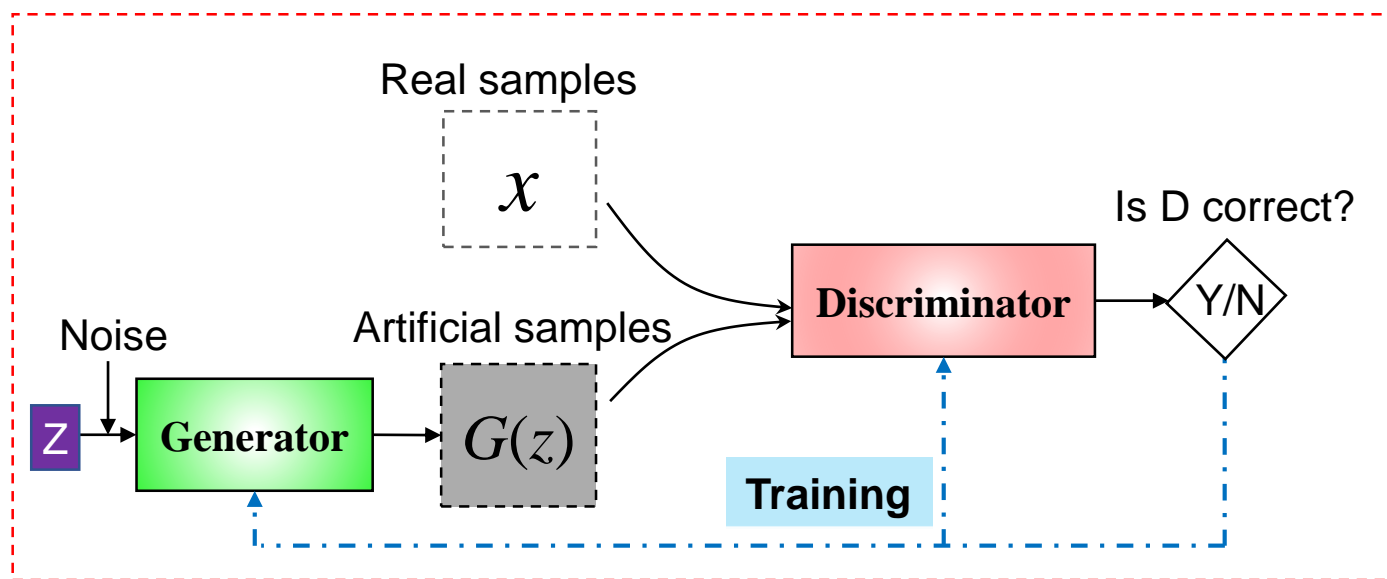 Real samples
x
Is D correct?
Discriminator
Y/N
Artificial samples
Noise
Z
Generator
G(z)
Training